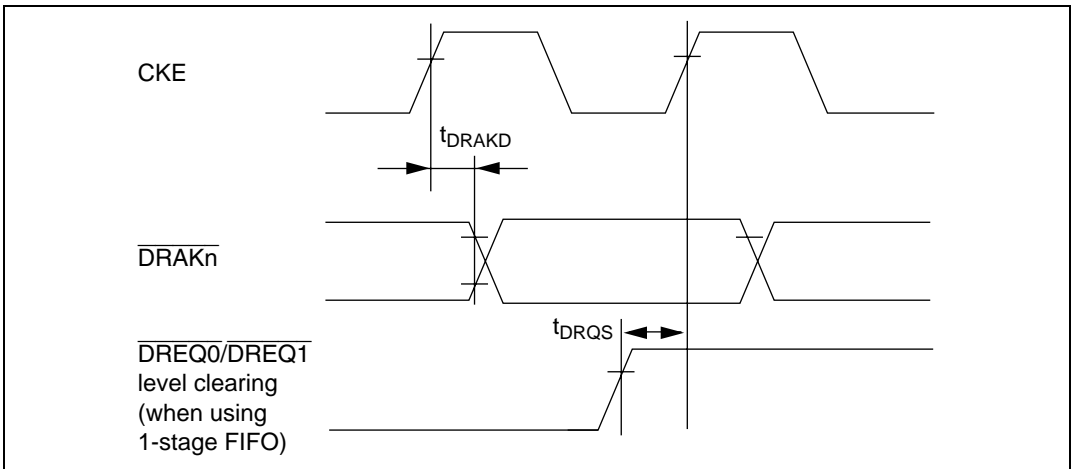 CKE
tDRAKD
DRAKn
tDRQS
DREQ0/DREQ1
level clearing
(when using
1-stage FIFO)